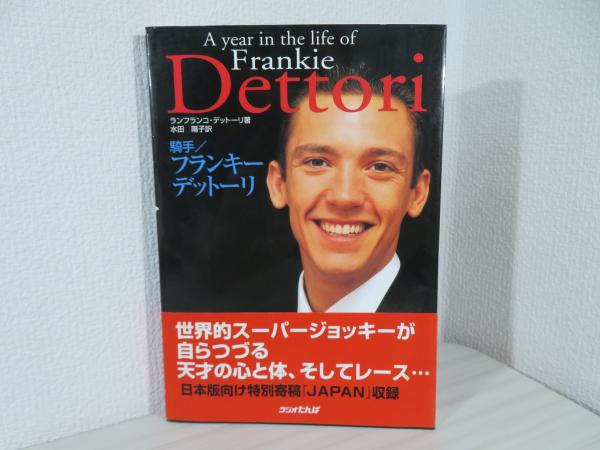 A year in the life of
Frankie
Dettori
ランフランコ・デットーリ著
水田 陽子訳
騎手/
フランキー
デットーリ
世界的スーパージョッキーが
自らつづる
天才の心と体、そしてレース…
日本版向け特別寄稿『JAPAN』収録
ラジオたんぱ